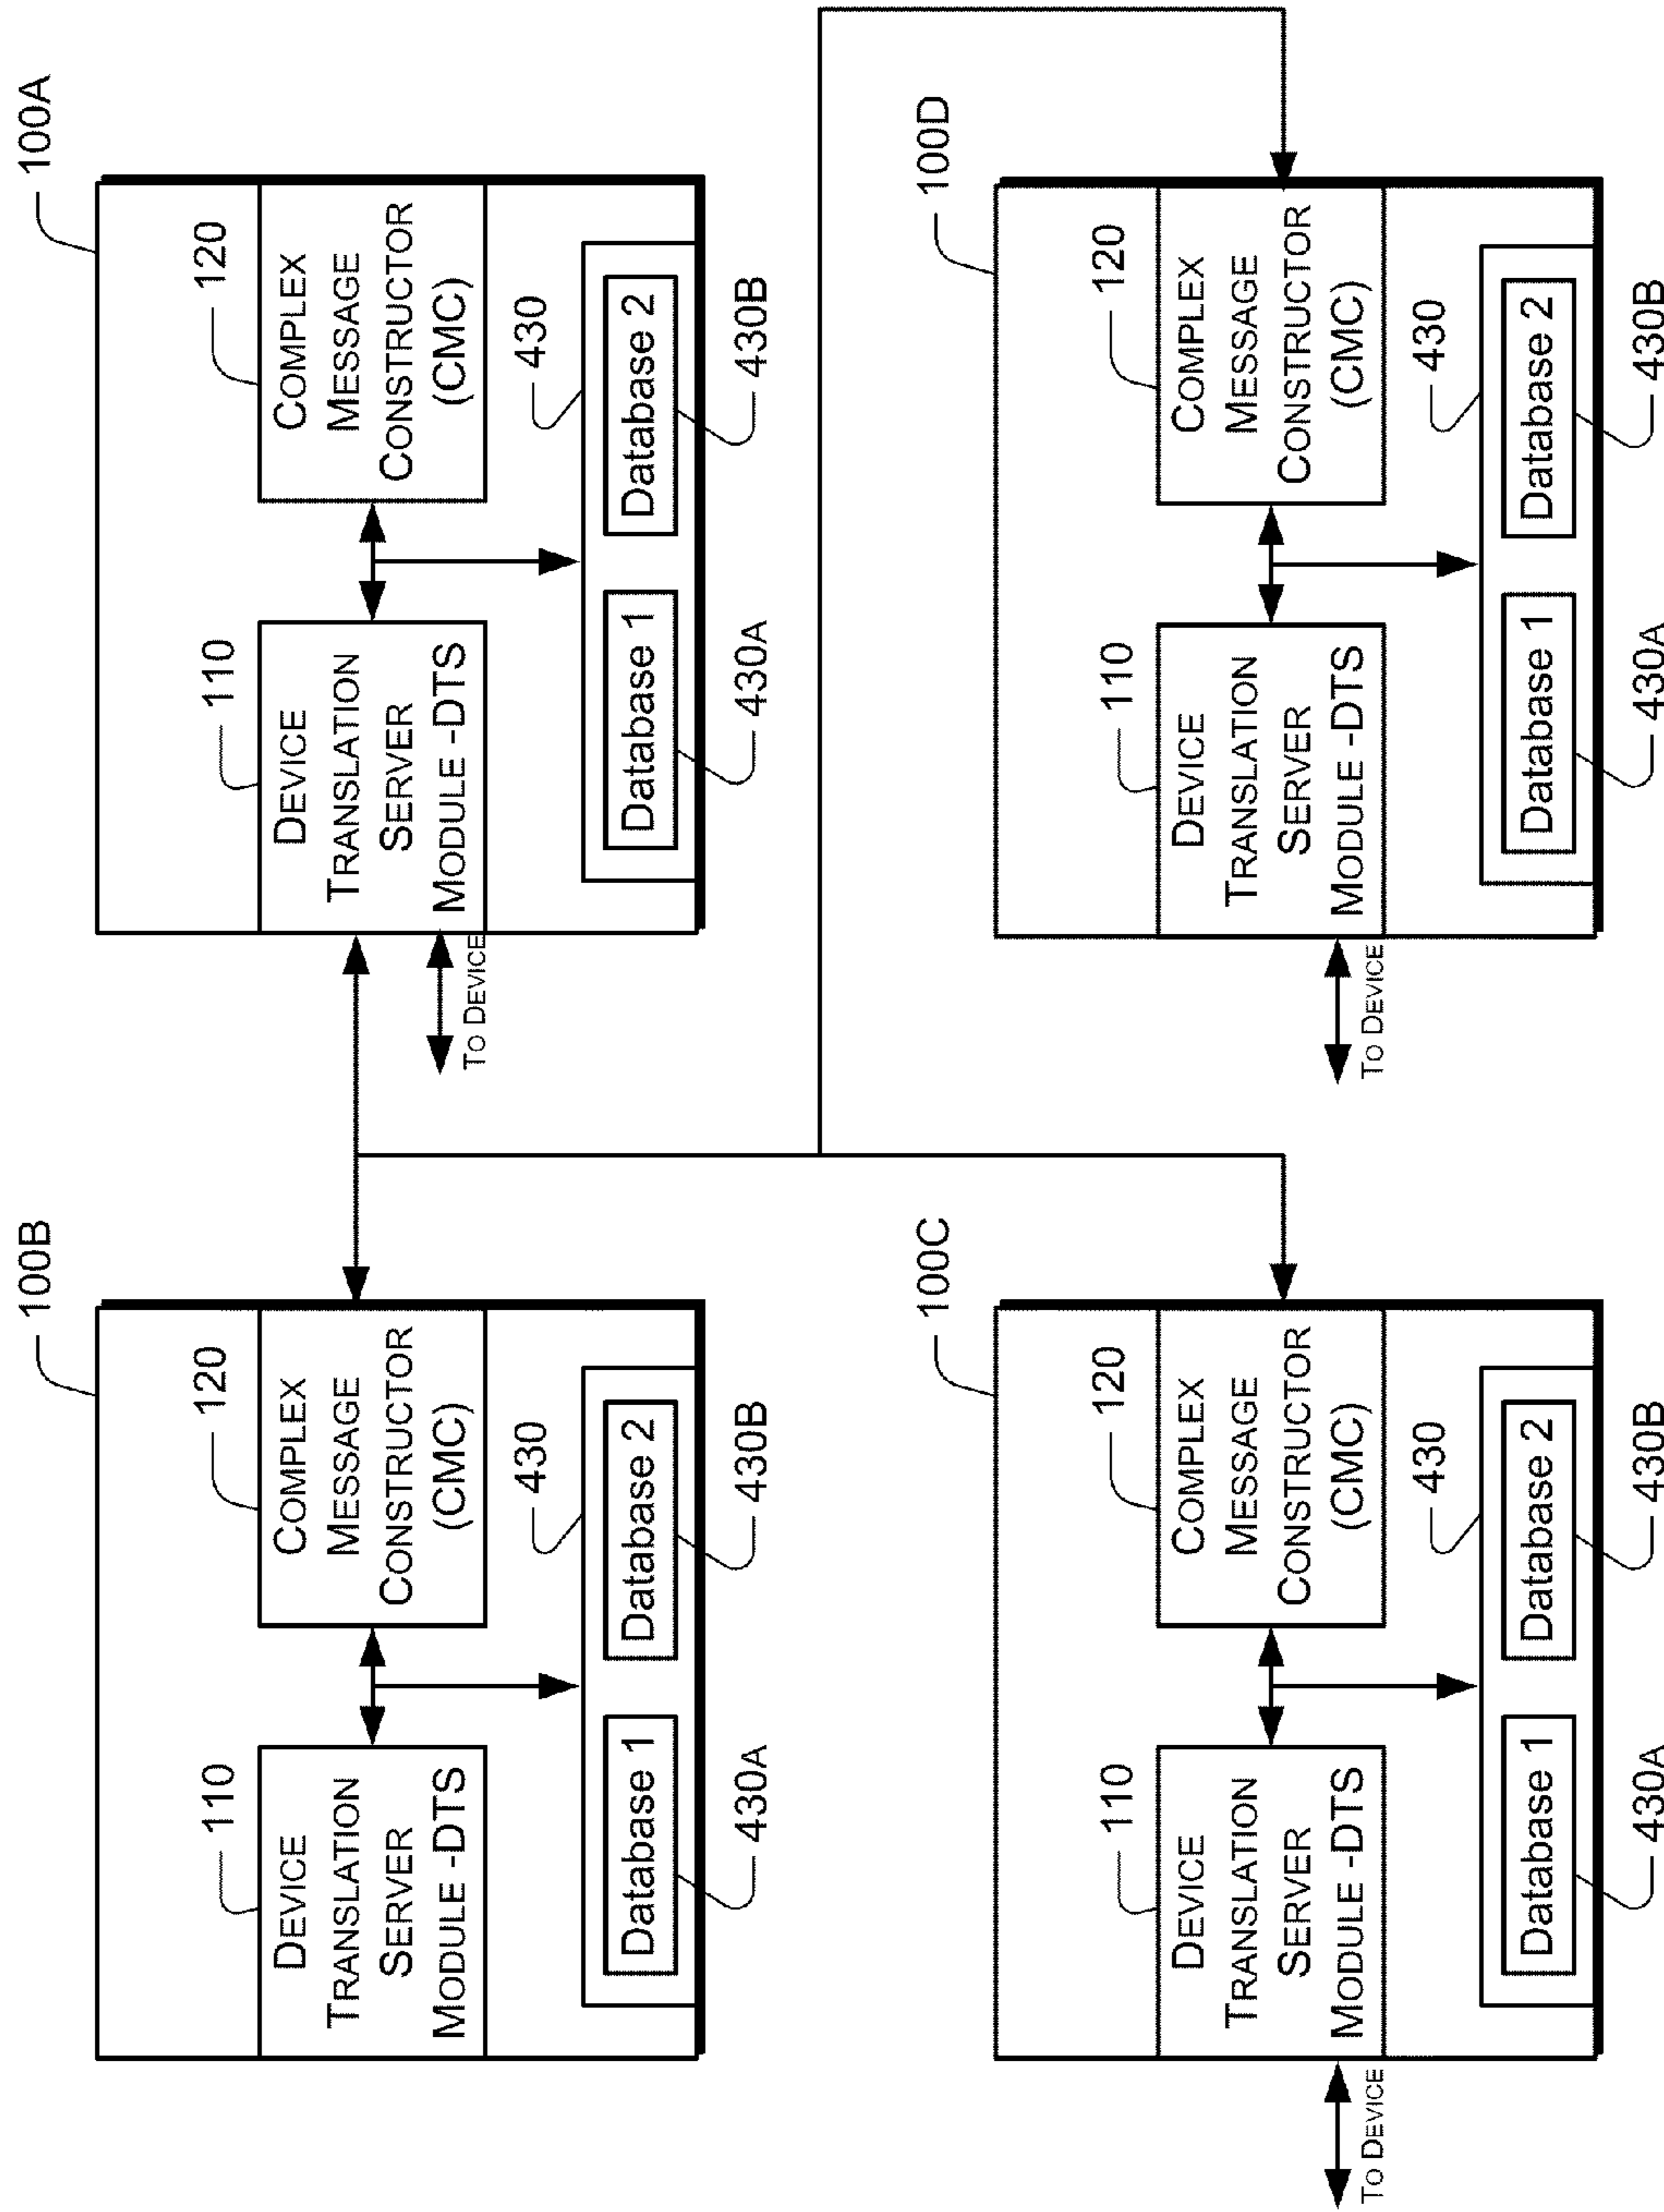 100B
110
120
DEVICE
TRANSLATION
SERVER
MODULE -DTS
COMPLEX
MESSAGE
CONSTRUCTOR
(CMC)
430
Database 1
Database 2
430A
430B
100A
110
120
DEVICE
TRANSLATION
SERVER
MODULE -DTS
COMPLEX
MESSAGE
CONSTRUCTOR
(CMC)
TO DEVICE
430
Database 1
Database 2
430A
430B
100C
110
120
DEVICE
TRANSLATION
SERVER
MODULE -DTS
COMPLEX
MESSAGE
CONSTRUCTOR
(CMC)
TO DEVICE
430
Database 1
Database 2
430A
430B
100D
110
120
DEVICE
TRANSLATION
SERVER
MODULE -DTS
COMPLEX
MESSAGE
CONSTRUCTOR
(CMC)
TO DEVICE
430
Database 1
Database 2
430A
430B